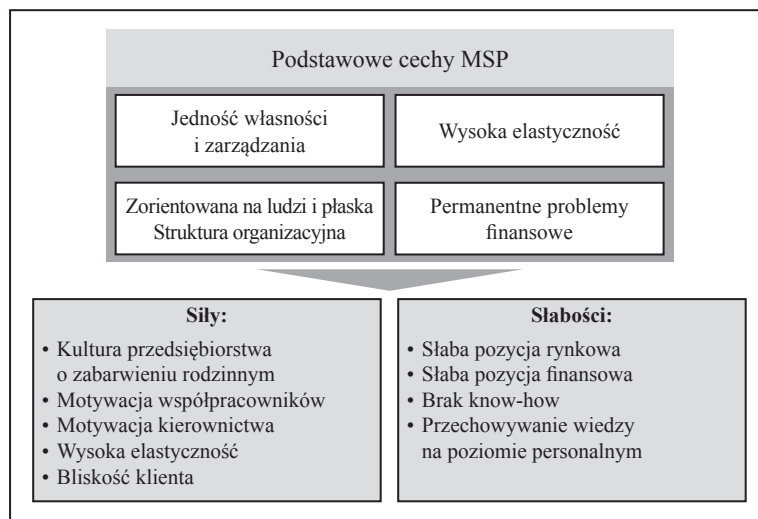 Podstawowe cechy MSP
Jedność własności
i zarządzania
Wysoka elastyczność
Zorientowana na ludzi i płaska
Struktura organizacyjna
Permanentne problemy
finansowe
Siły:
• Kultura przedsiębiorstwa
o zabarwieniu rodzinnym
• Motywacja współpracowników
• Motywacja kierownictwa
• Wysoka elastyczność
• Bliskość klienta
Słabości:
• Słaba pozycja rynkowa
• Słaba pozycja finansowa
• Brak know-how
• Przechowywanie wiedzy
na poziomie personalnym